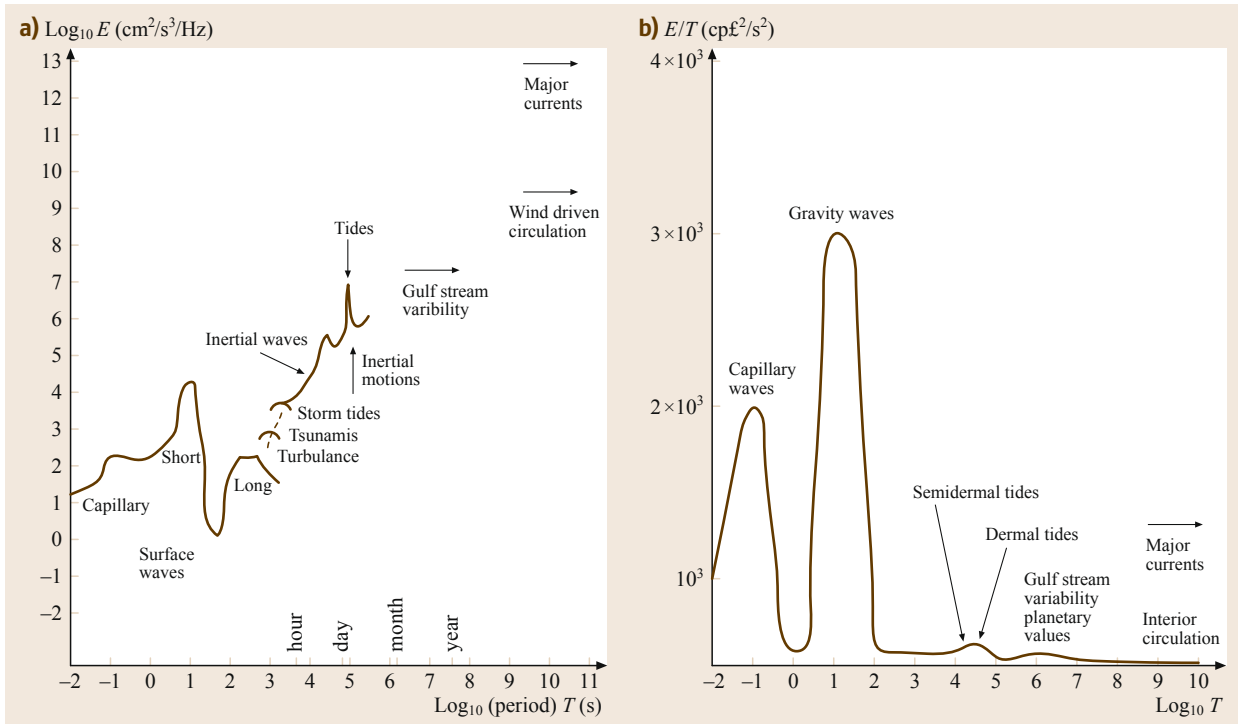 a) Log₁₀ E (cm²/s³/Hz)
13
12
11
10
9
8
7
6
5
4
3
2
1
0
–1
–2
Major
currents
Wind driven
circulation
Tides
Gulf stream
varibility
Inertial waves
Inertial
motions
Storm tides
Tsunamis
Turbulance
Short
Long
Capillary
Surface
waves
hour
day
month
year
–2 –1 0 1 2 3 4 5 6 7 8 9 10 11
Log₁₀ (period) T (s)
b) E/T (cp£²/s²)
4 × 10³
3 × 10³
2 × 10³
10³
Gravity waves
Capillary
waves
Semidermal tides
Dermal tides
Major
currents
Gulf stream
variability
planetary
values
Interior
circulation
–2 –1 0 1 2 3 4 5 6 7 8 9 10
Log₁₀ T